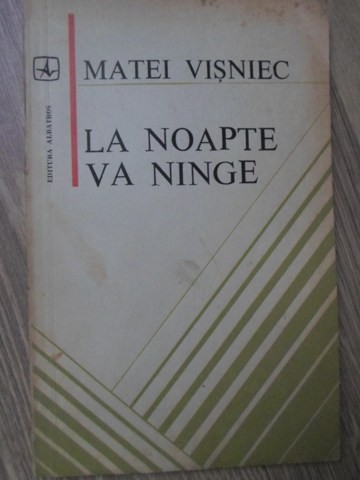 MATEI VIȘNIEC
LA NOAPTE
VA NINGE
EDITURA ALBATROS